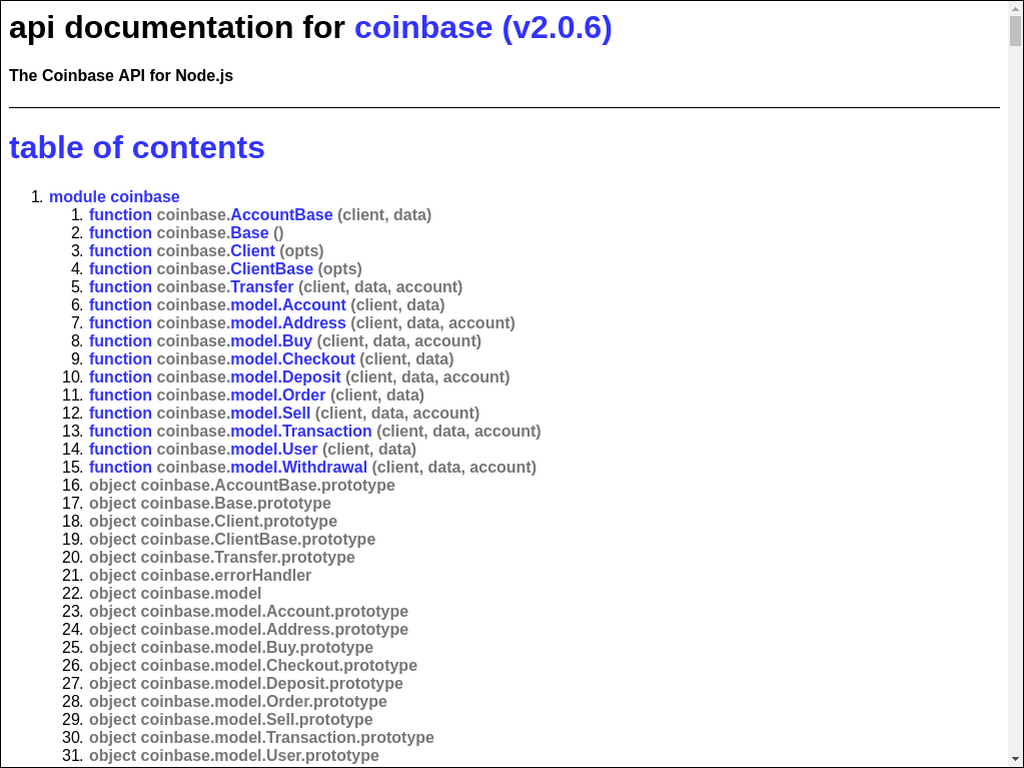 api documentation for coinbase (v2.0.6)
The Coinbase API for Node.js
table of contents
1. module coinbase
1. function coinbase.AccountBase (client, data)
2. function coinbase.Base ()
3. function coinbase.Client (opts)
4. function coinbase.ClientBase (opts)
5. function coinbase.Transfer (client, data, account)
6. function coinbase.model.Account (client, data)
7. function coinbase.model.Address (client, data, account)
8. function coinbase.model.Buy (client, data, account)
9. function coinbase.model.Checkout (client, data)
10. function coinbase.model.Deposit (client, data, account)
11. function coinbase.model.Order (client, data)
12. function coinbase.model.Sell (client, data, account)
13. function coinbase.model.Transaction (client, data, account)
14. function coinbase.model.User (client, data)
15. function coinbase.model.Withdrawal (client, data, account)
16. object coinbase.AccountBase.prototype
17. object coinbase.Base.prototype
18. object coinbase.Client.prototype
19. object coinbase.ClientBase.prototype
20. object coinbase.Transfer.prototype
21. object coinbase.errorHandler
22. object coinbase.model
23. object coinbase.model.Account.prototype
24. object coinbase.model.Address.prototype
25. object coinbase.model.Buy.prototype
26. object coinbase.model.Checkout.prototype
27. object coinbase.model.Deposit.prototype
28. object coinbase.model.Order.prototype
29. object coinbase.model.Sell.prototype
30. object coinbase.model.Transaction.prototype
31. object coinbase.model.User.prototype